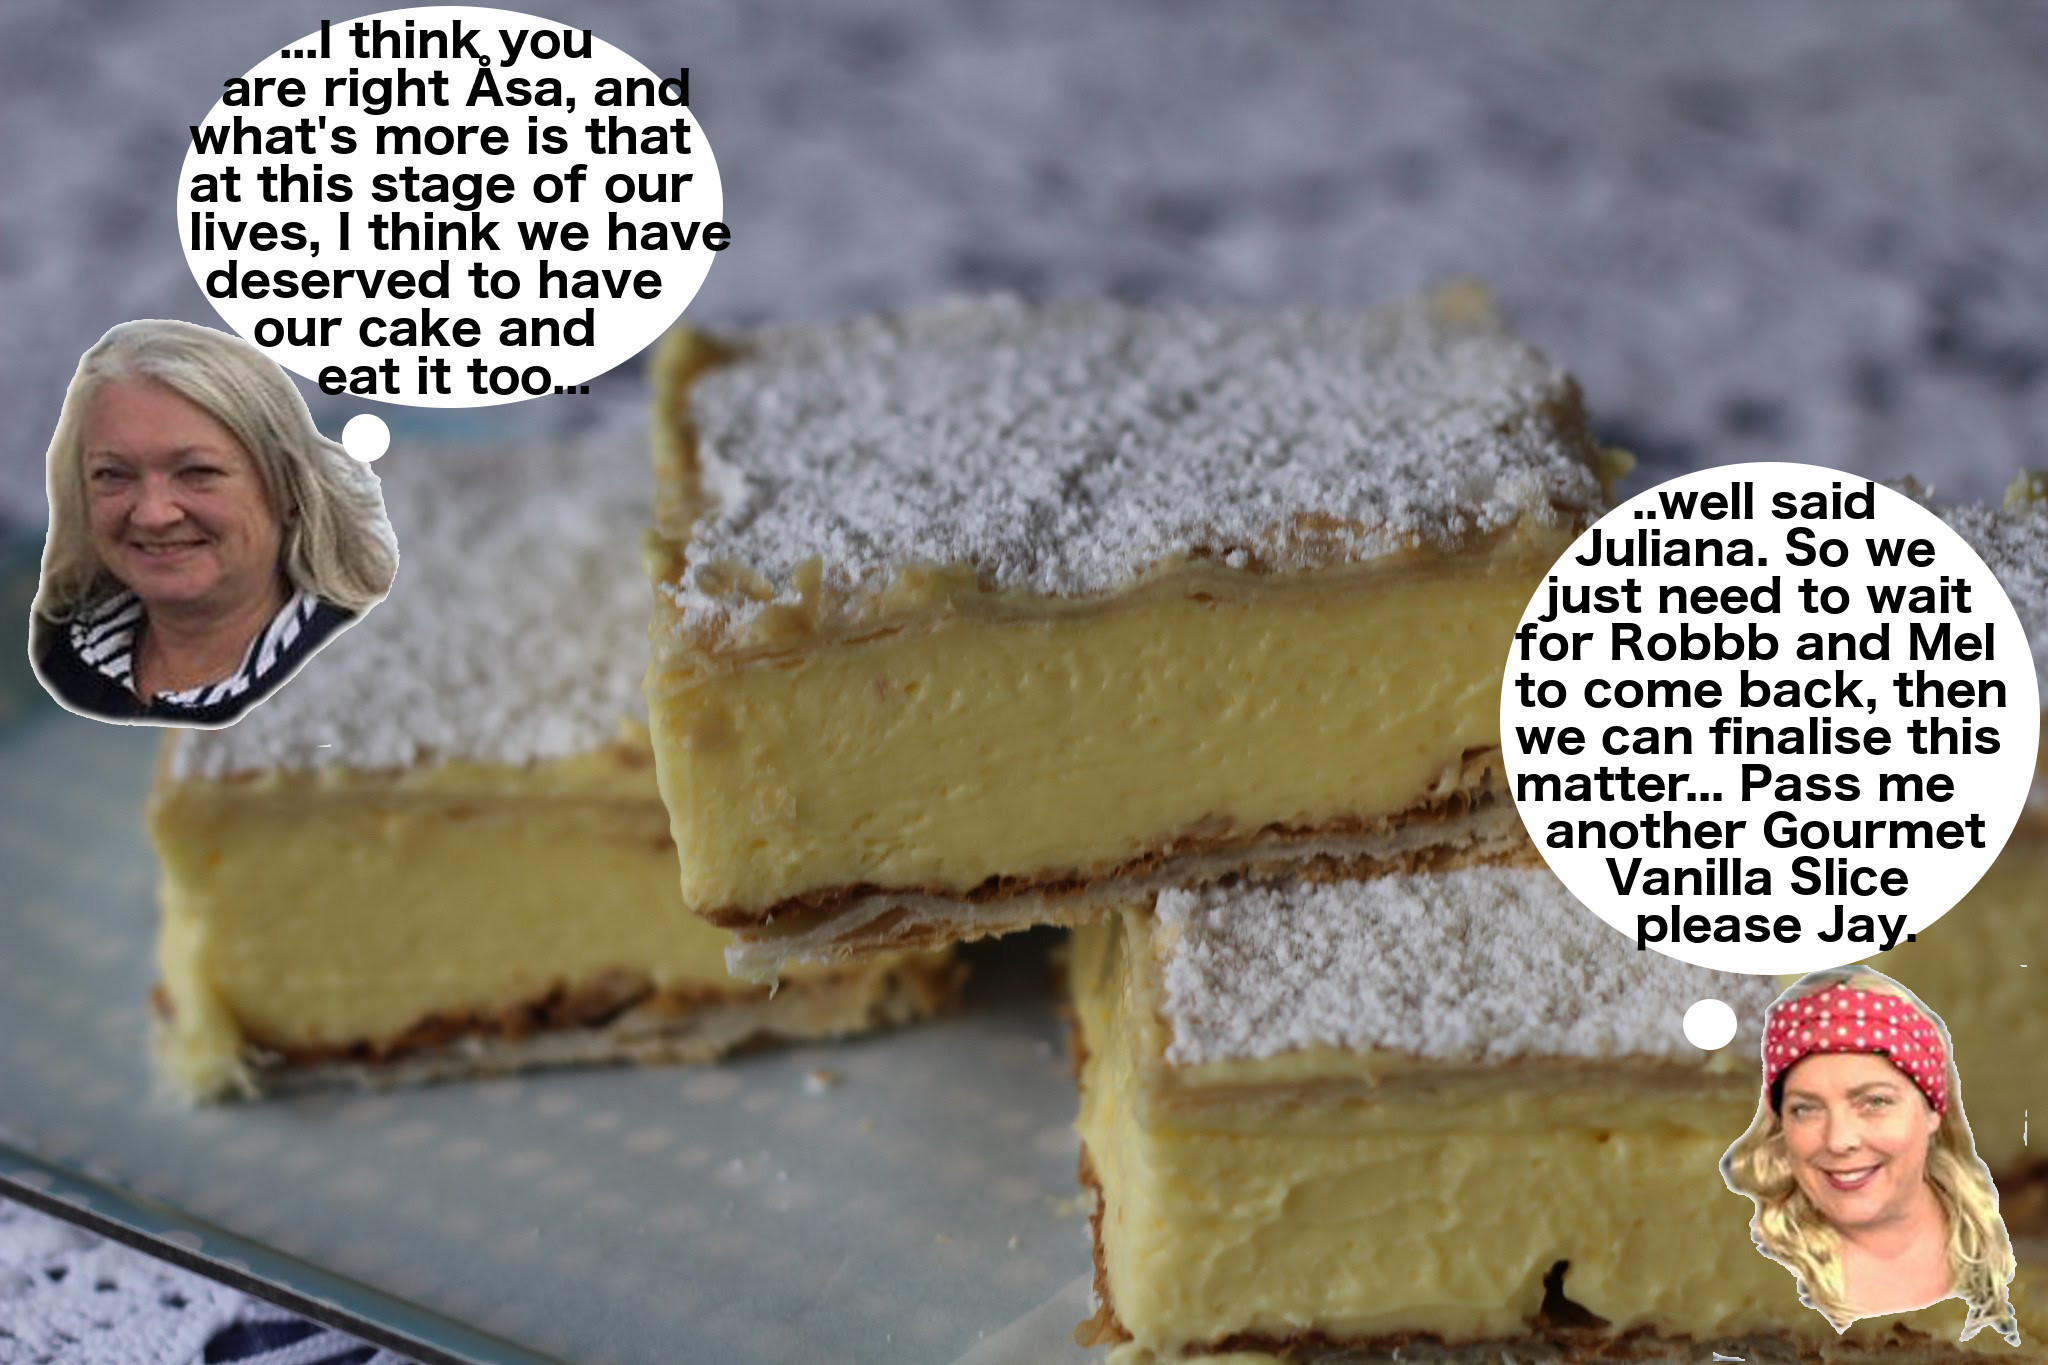 ...I think you
are right Åsa, and
what's more is that
at this stage of our
lives, I think we have
deserved to have
our cake and
eat it too...
..well said
Juliana. So we
just need to wait
for Robbb and Mel
to come back, then
we can finalise this
matter... Pass me
another Gourmet
Vanilla Slice
please Jay.